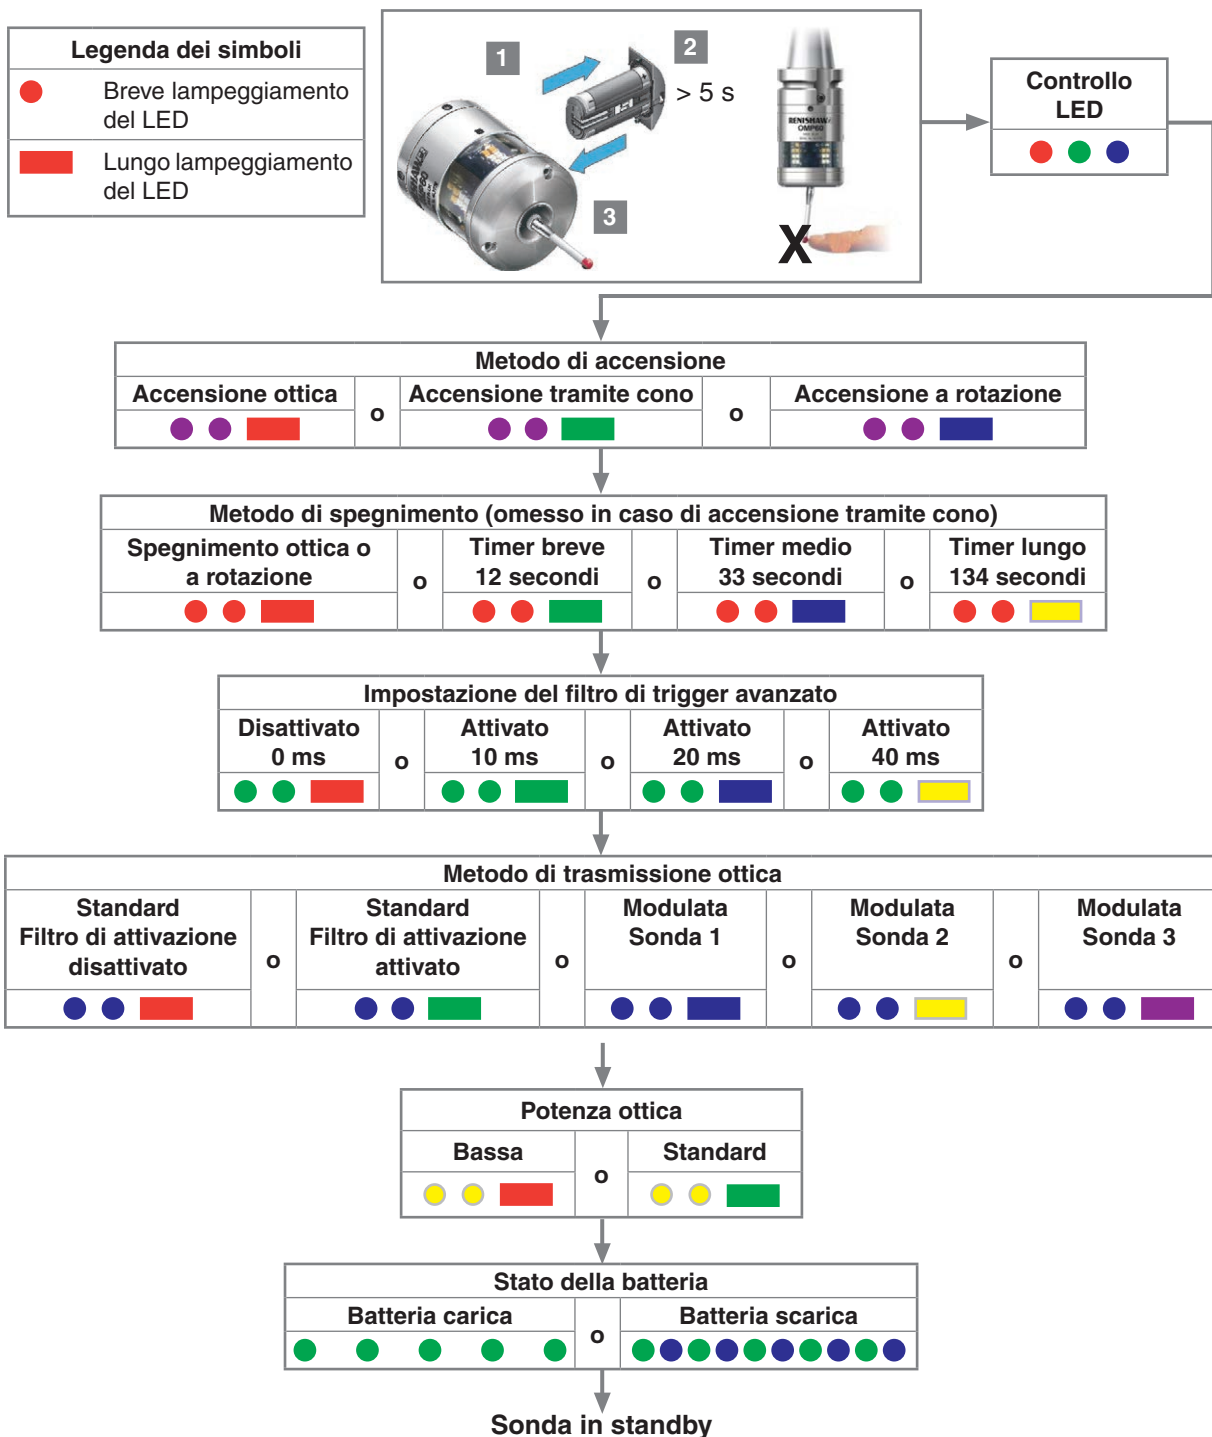 Legenda dei simboli
Breve lampeggiamento
del LED
Lungo lampeggiamento
del LED
1
2
> 5 s
3
RENISHAW
OMP60
X
Controllo
LED
Metodo di accensione
Accensione ottica
o
Accensione tramite cono
o
Accensione a rotazione
Metodo di spegnimento (omesso in caso di accensione tramite cono)
Spegnimento ottica o
a rotazione
o
Timer breve
12 secondi
o
Timer medio
33 secondi
o
Timer lungo
134 secondi
Impostazione del filtro di trigger avanzato
Disattivato
0 ms
o
Attivato
10 ms
o
Attivato
20 ms
o
Attivato
40 ms
Metodo di trasmissione ottica
Standard
Filtro di attivazione
disattivato
o
Standard
Filtro di attivazione
attivato
o
Modulata
Sonda 1
o
Modulata
Sonda 2
o
Modulata
Sonda 3
Potenza ottica
Bassa
o
Standard
Stato della batteria
Batteria carica
o
Batteria scarica
Sonda in standby